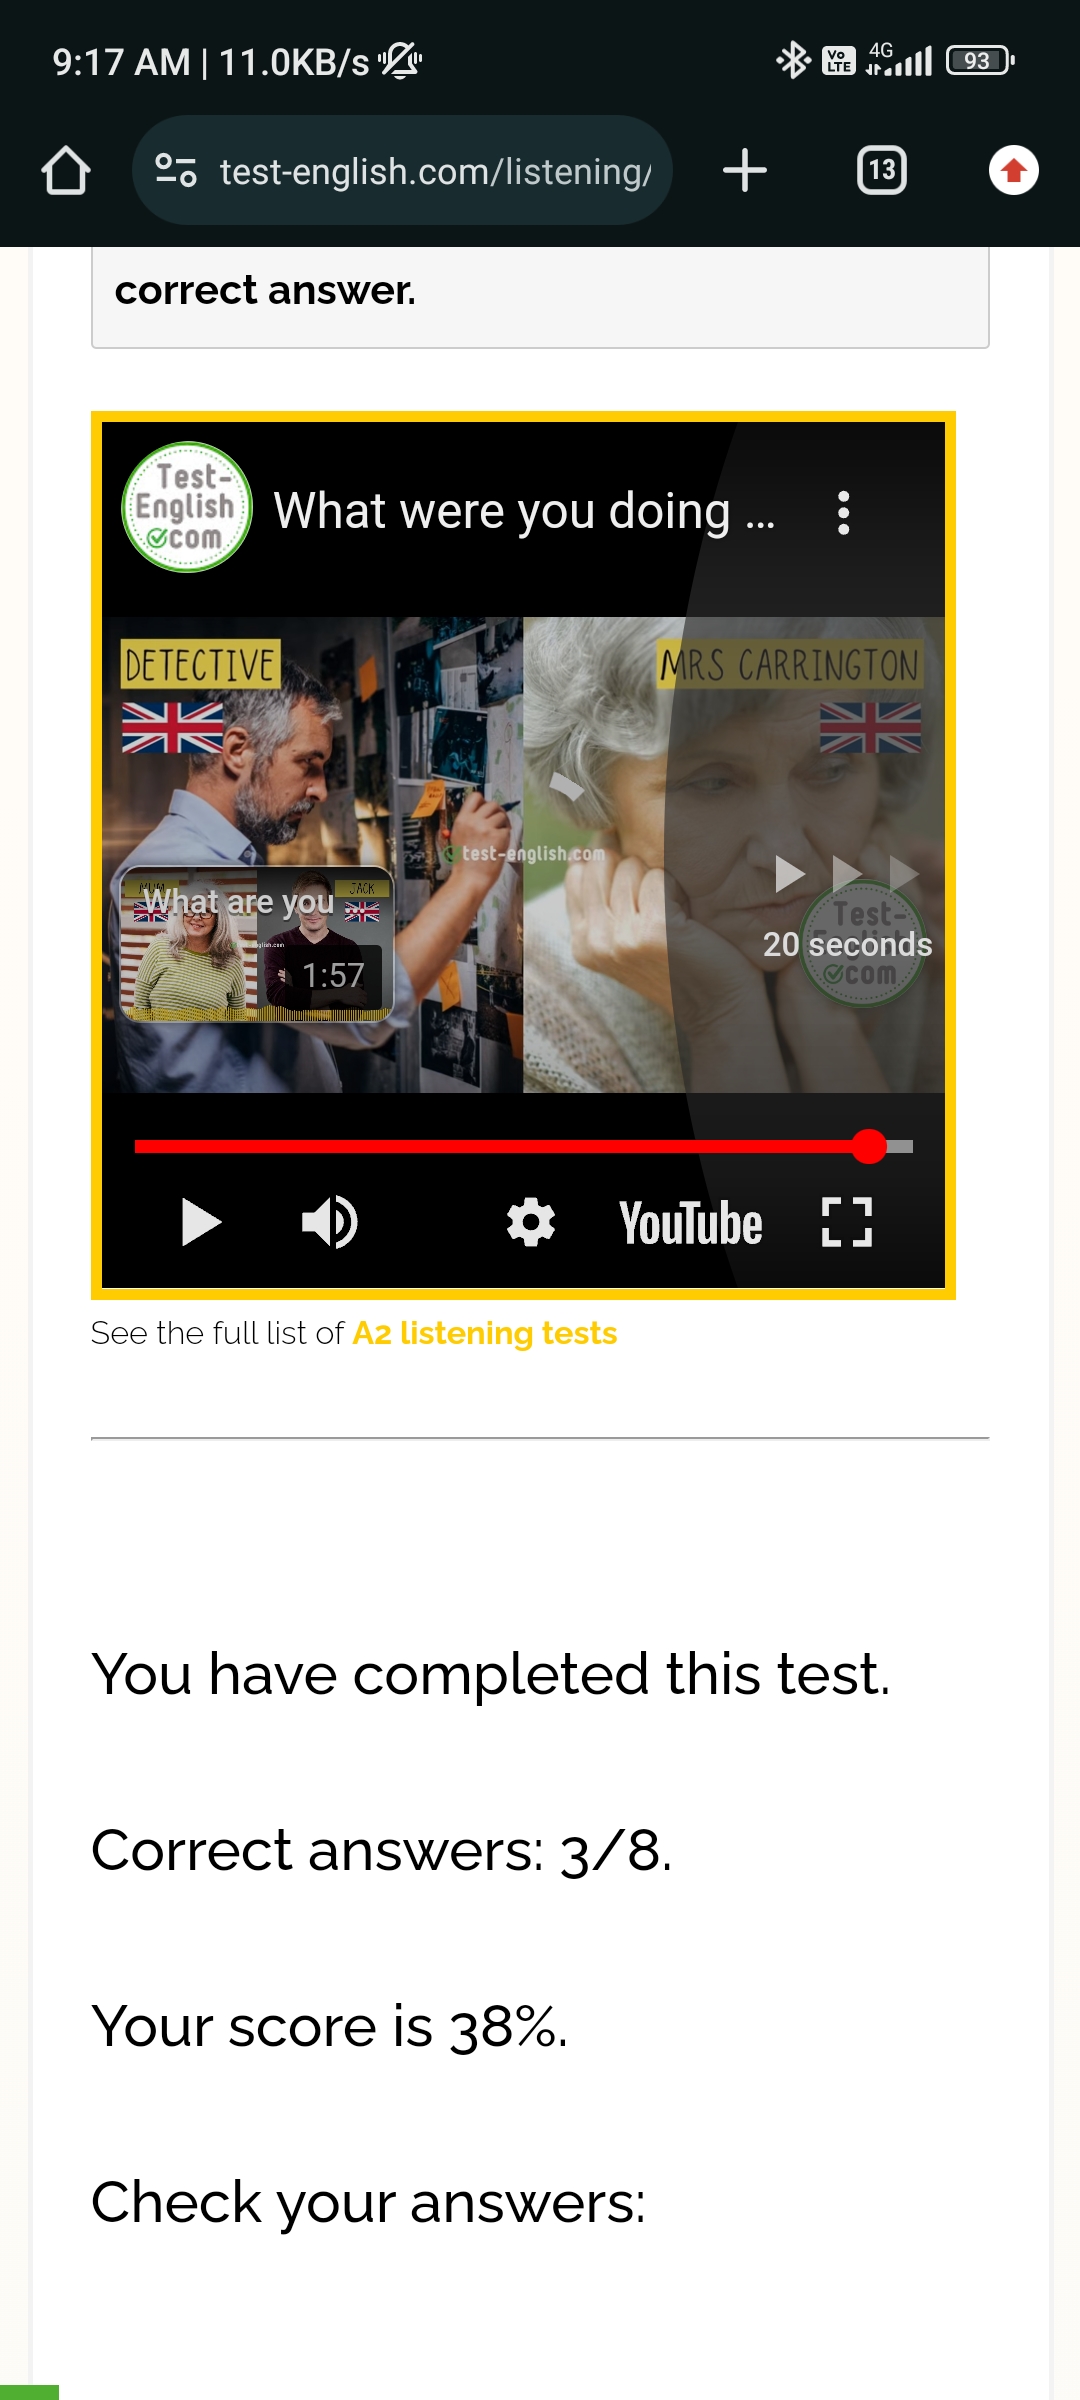 9:17 AM | 11.0KB/s
Vo LTE 4G 93
test-english.com/listening/
13
correct answer.
Test-
English
com
What were you doing ...
DETECTIVE
MRS CARRINGTON
test-english.com
What are you ...
MUM
JACK
1:57
Test-
com
20 seconds
YouTube
See the full list of A2 listening tests
You have completed this test.
Correct answers: 3/8.
Your score is 38%.
Check your answers: